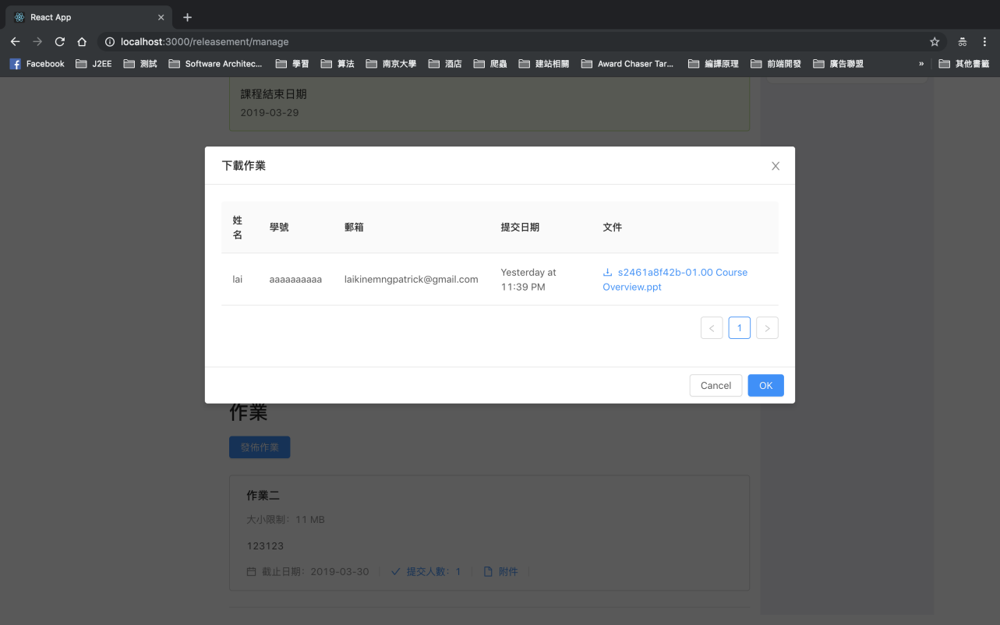 React App
localhost:3000/releasement/manage
Facebook J2EE 測試 Software Architec... 學習 算法 南京大學 酒店 爬蟲 建站相關 Award Chaser Tar... 編譯原理 前端開發 廣告聯盟 » 其他書籤
課程結束日期
2019-03-29
下載作業
姓名 學號 郵箱 提交日期 文件
lai aaaaaaaaaa laikinemngpatrick@gmail.com Yesterday at 11:39 PM s2461a8f42b-01.00 Course Overview.ppt
< 1 >
Cancel OK
作業
發佈作業
作業二
大小限制：11 MB
123123
截止日期：2019-03-30 提交人數：1 附件